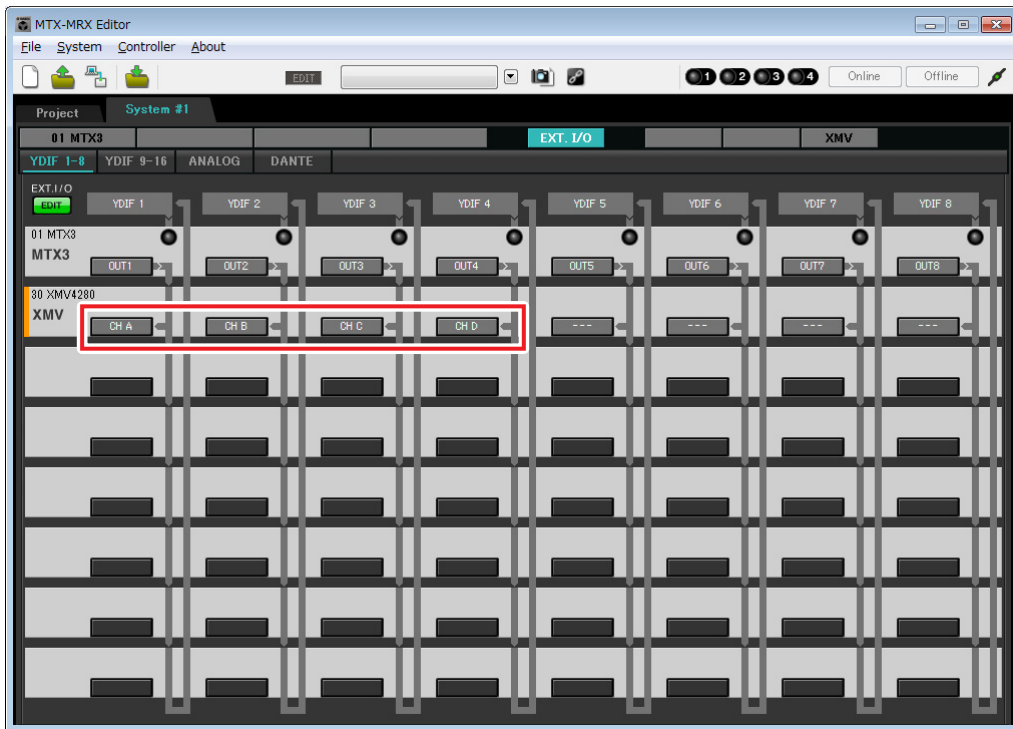 MTX-MRX Editor
File System Controller About
EDIT 1 2 3 4 Online Offline
Project System #1
01 MTX3 EXT. I/O XMV
YDIF 1-8 YDIF 9-16 ANALOG DANTE
EXT.I/O
EDIT YDIF 1 YDIF 2 YDIF 3 YDIF 4 YDIF 5 YDIF 6 YDIF 7 YDIF 8
01 MTX3
MTX3
OUT1 OUT2 OUT3 OUT4 OUT5 OUT6 OUT7 OUT8
30 XMV4280
XMV
CH A CH B CH C CH D --- --- --- ---